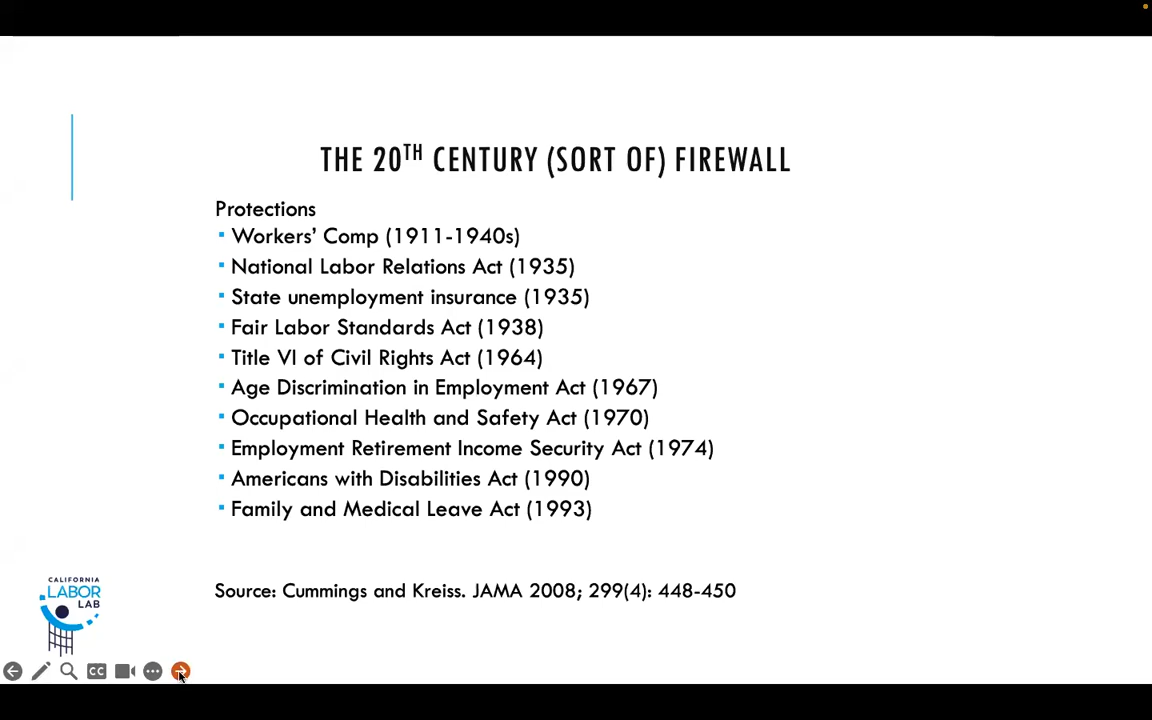 THE 20TH CENTURY (SORT OF) FIREWALL
Protections
Workers' Comp (1911-1940s)
National Labor Relations Act (1935)
State unemployment insurance (1935)
Fair Labor Standards Act (1938)
Title VI of Civil Rights Act (1964)
Age Discrimination in Employment Act (1967)
Occupational Health and Safety Act (1970)
Employment Retirement Income Security Act (1974)
Americans with Disabilities Act (1990)
Family and Medical Leave Act (1993)
Source: Cummings and Kreiss. JAMA 2008; 299(4): 448-450
CALIFORNIA
LABOR
LAB
CC